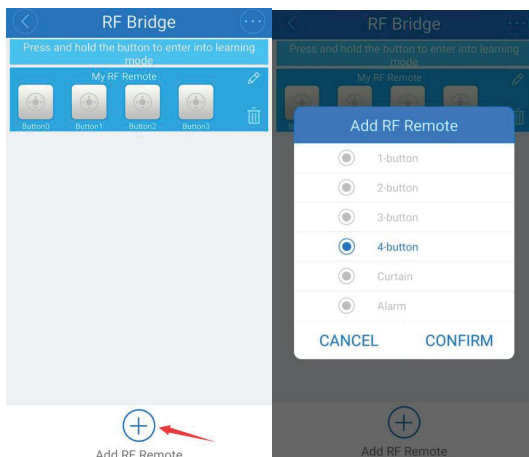 RF Bridge
Press and hold the button to enter into learning
mode
My RF Remote
Button0 Button1 Button2 Button3
Add RF Remote
RF Bridge
Press and hold the button to enter into learning
mode
My RF Remote
Add RF Remote
1-button
2-button
3-button
4-button
Curtain
Alarm
CANCEL CONFIRM
Add RF Remote